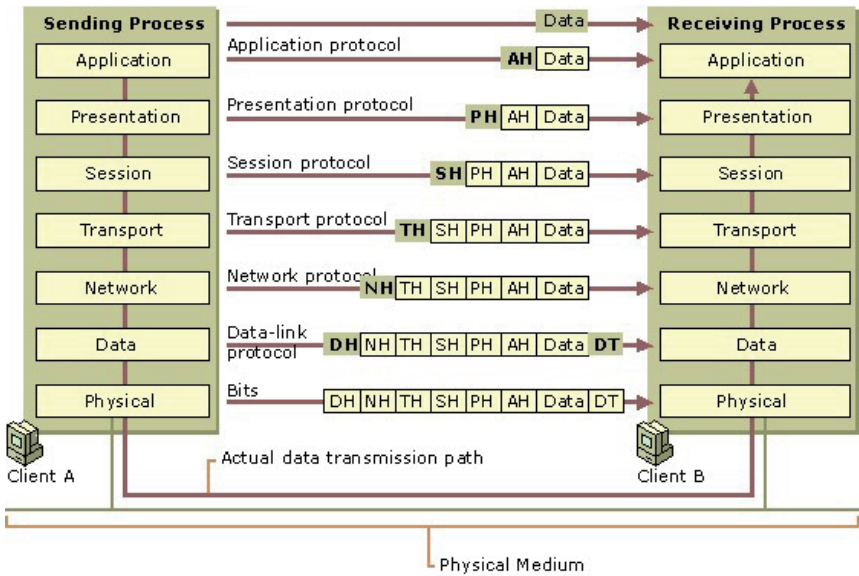 Sending Process
Data
Receiving Process
Application
Application protocol
AH Data
Application
Presentation
Presentation protocol
PH AH Data
Presentation
Session
Session protocol
SH PH AH Data
Session
Transport
Transport protocol
TH SH PH AH Data
Transport
Network
Network protocol
NH TH SH PH AH Data
Network
Data
Data-link
protocol
DH NH TH SH PH AH Data DT
Data
Physical
Bits
DH NH TH SH PH AH Data DT
Physical
Client A
Actual data transmission path
Client B
Physical Medium